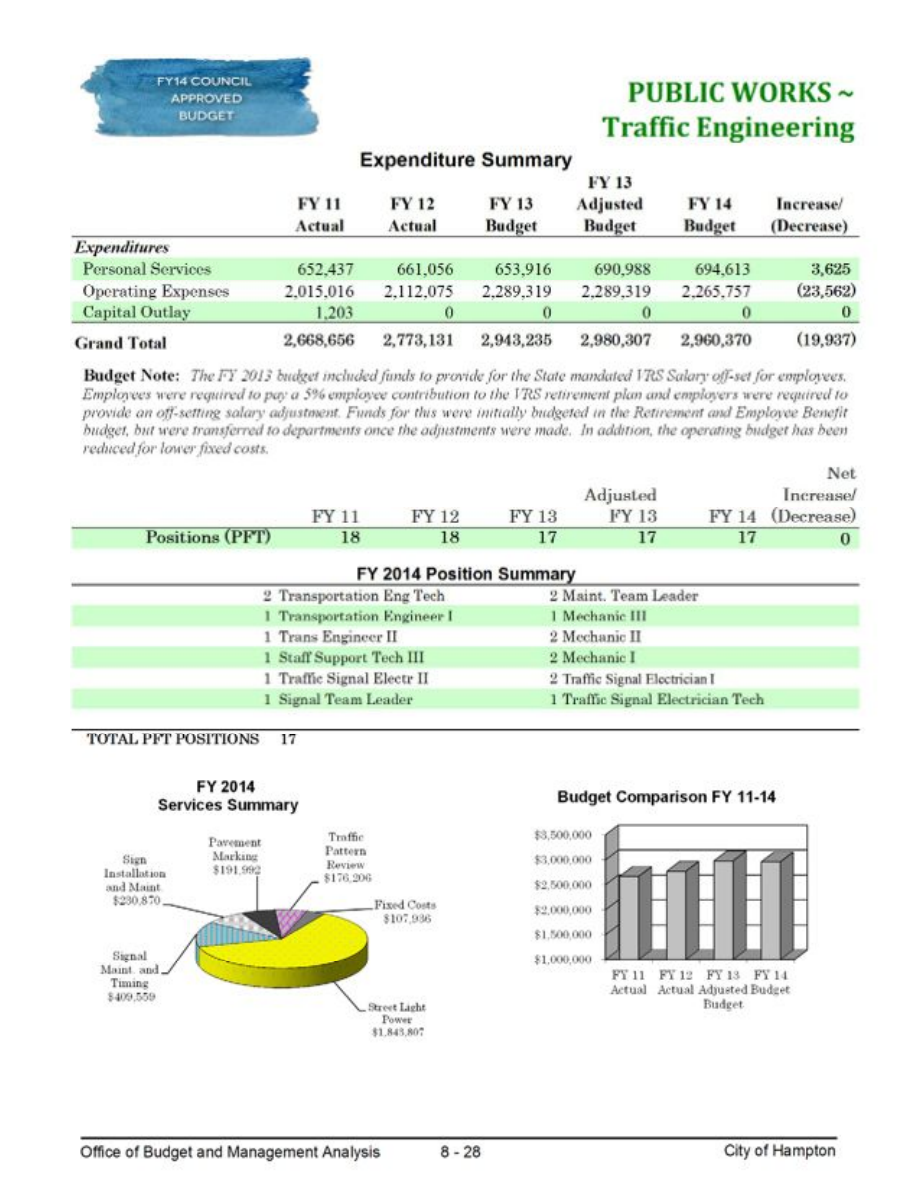 FY14 COUNCIL
APPROVED
BUDGET
PUBLIC WORKS ~
Traffic Engineering
Expenditure Summary
FY 11 Actual FY 12 Actual FY 13 Budget FY 13 Adjusted Budget FY 14 Budget Increase/ (Decrease)
Expenditures
Personal Services 652,437 661,056 653,916 690,988 694,613 3,625
Operating Expenses 2,015,016 2,112,075 2,289,319 2,289,319 2,265,757 (23,562)
Capital Outlay 1,203 0 0 0 0 0
Grand Total 2,668,656 2,773,131 2,943,235 2,980,307 2,960,370 (19,937)
Budget Note: The FY 2013 budget included funds to provide for the State mandated VRS Salary off-set for employees.
Employees were required to pay a 5% employee contribution to the VRS retirement plan and employers were required to
provide an off-setting salary adjustment. Funds for this were initially budgeted in the Retirement and Employee Benefit
budget, but were transferred to departments once the adjustments were made. In addition, the operating budget has been
reduced for lower fixed costs.
FY 11 FY 12 FY 13 Adjusted FY 13 FY 14 Net Increase/ (Decrease)
Positions (PFT) 18 18 17 17 17 0
FY 2014 Position Summary
2 Transportation Eng Tech 2 Maint. Team Leader
1 Transportation Engineer I 1 Mechanic III
1 Trans Engineer II 2 Mechanic II
1 Staff Support Tech III 2 Mechanic I
1 Traffic Signal Electr II 2 Traffic Signal Electrician I
1 Signal Team Leader 1 Traffic Signal Electrician Tech
TOTAL PFT POSITIONS 17
FY 2014
Services Summary
Pavement
Marking
$191,992
Traffic
Pattern
Review
$176,206
Sign
Installation
and Maint.
$230,870
Fixed Costs
$107,936
Signal
Maint. and
Timing
$409,559
Street Light
Power
$1,843,807
Budget Comparison FY 11-14
$3,500,000
$3,000,000
$2,500,000
$2,000,000
$1,500,000
$1,000,000
FY 11 Actual
FY 12 Actual
FY 13 Adjusted Budget
FY 14 Budget
Office of Budget and Management Analysis 8 - 28 City of Hampton